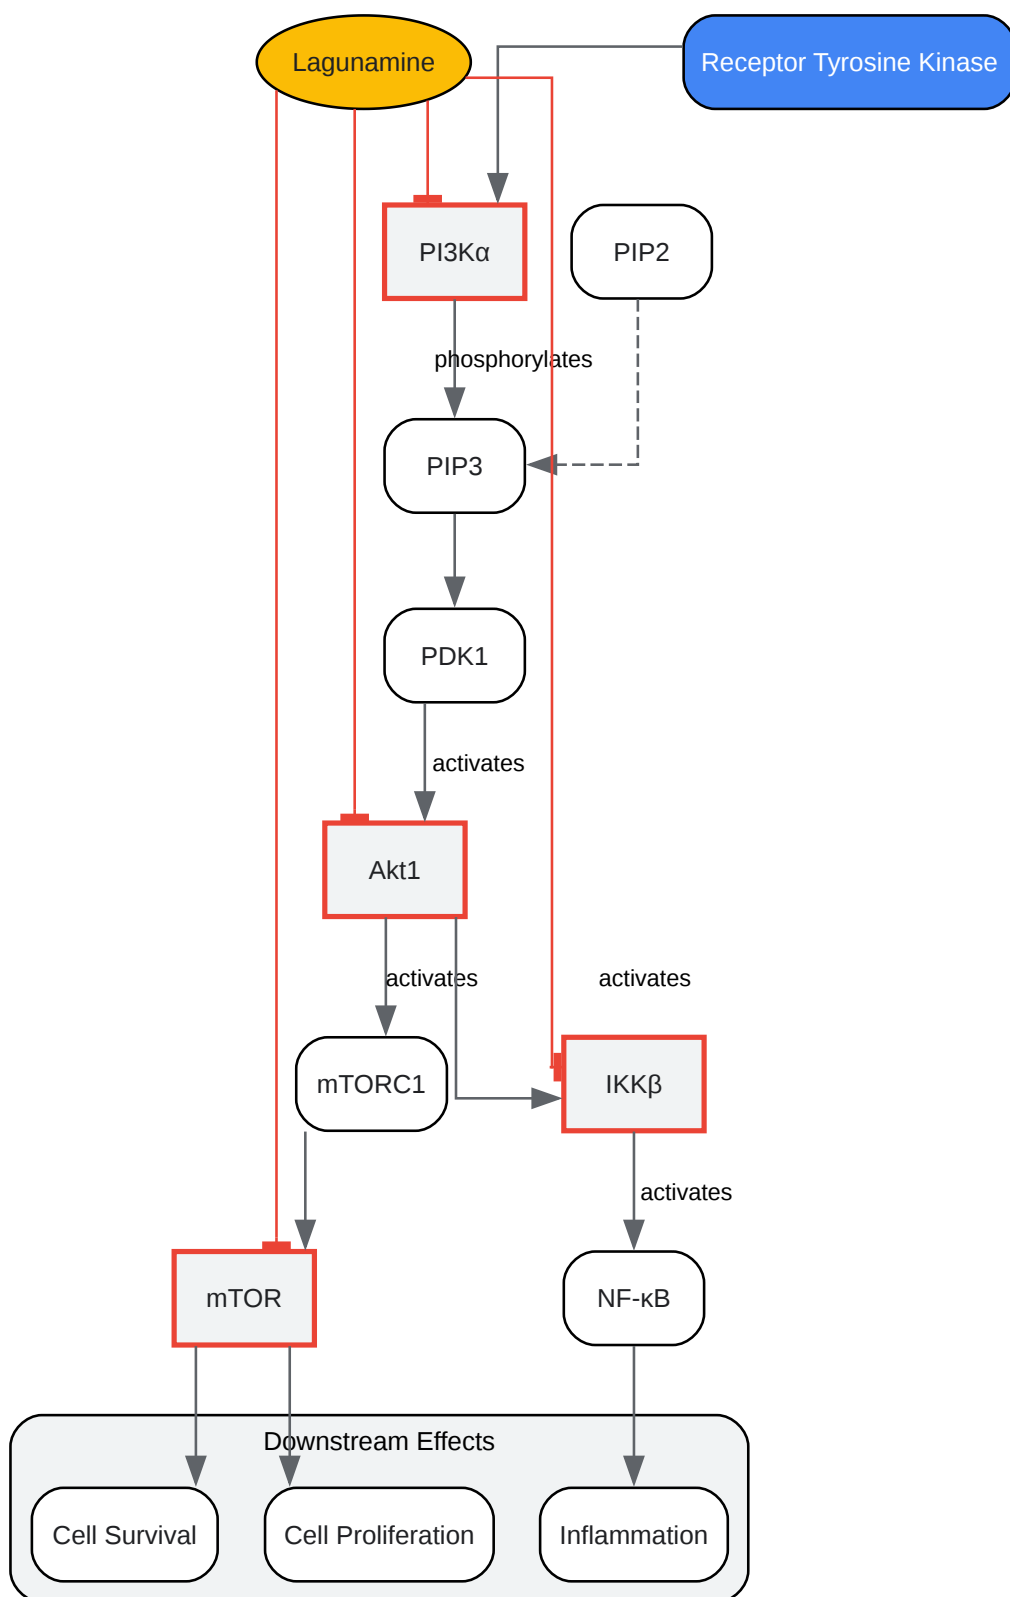 Lagunamine
Receptor Tyrosine Kinase
PI3Kα
PIP2
phosphorylates
PIP3
PDK1
activates
Akt1
activates
activates
mTORC1
IKKβ
activates
mTOR
NF-κB
Downstream Effects
Cell Survival
Cell Proliferation
Inflammation